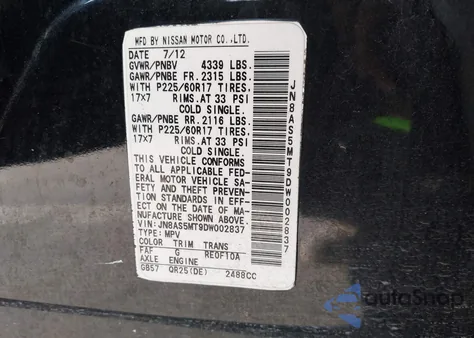 MFD BY NISSAN MOTOR CO.,LTD.
DATE 7/12
GVWR/PNBV 4339 LBS.
GAWR/PNBE FR. 2315 LBS.
WITH P225/60R17 TIRES,
17X7 RIMS.AT 33 PSI
COLD SINGLE.
GAWR/PNBE RR. 2116 LBS.
WITH P225/60R17 TIRES,
17X7 RIMS.AT 33 PSI
COLD SINGLE.
THIS VEHICLE CONFORMS
TO ALL APPLICABLE FED-
ERAL MOTOR VEHICLE SA-
FETY AND THEFT PREVEN-
TION STANDARDS IN EFF-
ECT ON THE DATE OF MA-
NUFACTURE SHOWN ABOVE.
VIN: JN8AS5MT9DW002837
TYPE: MPV
COLOR TRIM TRANS
FAF G RE0F10A
AXLE ENGINE
GB57 QR25(DE) 2488CC
JN8AS5MT9DW002837
AutoSnap